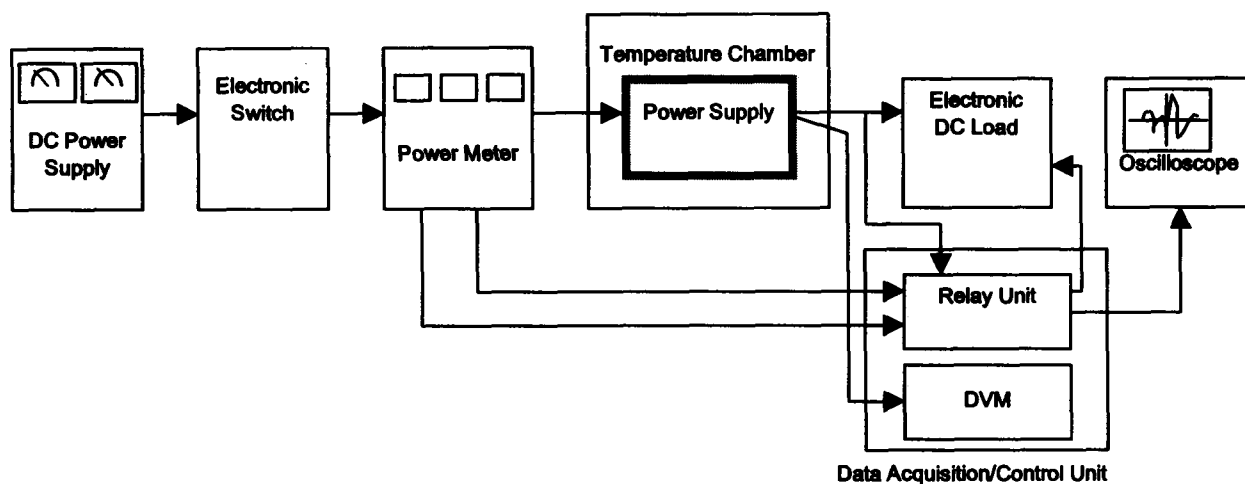 DC Power
Supply
Electronic
Switch
Power Meter
Temperature Chamber
Power Supply
Electronic
DC Load
Oscilloscope
Relay Unit
DVM
Data Acquisition/Control Unit